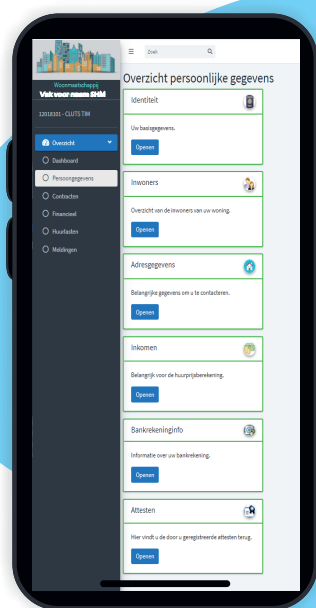 Zoek
Woonmaatschappij
Vak voor naam SHM
12018101 - CLUTS TIM
Overzicht
Dashboard
Persoongegevens
Contracten
Financieel
Huurlasten
Meldingen
Overzicht persoonlijke gegevens
Identiteit
Uw basisgegevens.
Openen
Inwoners
Overzicht van de inwoners van uw woning.
Openen
Adresgegevens
Belangrijke gegevens om u te contacteren.
Openen
Inkomen
Belangrijk voor de huurprijsberekening.
Openen
Bankrekeninginfo
Informatie over uw bankrekening.
Openen
Attesten
Hier vindt u de door u geregistreerde attesten terug.
Openen